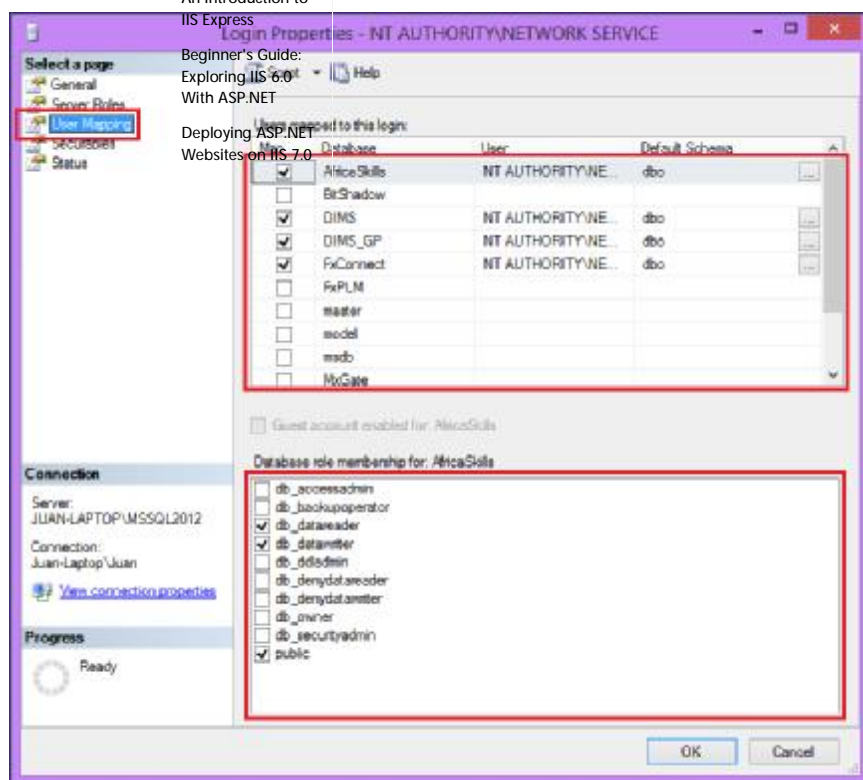 An Introduction to
IIS Express
Login Properties - NT AUTHORITY\NETWORK SERVICE
Beginner's Guide:
Exploring IIS 6.0
With ASP.NET
Deploying ASP.NET
Websites on IIS 7.0
Select a page
General
Server Roles
User Mapping
Securables
Status
Script
Help
Users mapped to this login:
Map Database User Default Schema
AfricaSkills NT AUTHORITY\NE... dbo ...
BitShadow
DIMS NT AUTHORITY\NE... dbo ...
DIMS_GP NT AUTHORITY\NE... dbo ...
FxConnect NT AUTHORITY\NE... dbo ...
FxPLM
master
model
msdb
MxGate
Guest account enabled for: AfricaSkills
Database role membership for: AfricaSkills
db_accessadmin
db_backupoperator
db_datareader
db_datawriter
db_ddladmin
db_denydatareader
db_denydatawriter
db_owner
db_securityadmin
public
Connection
Server:
JUAN-LAPTOP\MSSQL2012
Connection:
Juan-Laptop\Juan
View connection properties
Progress
Ready
OK
Cancel